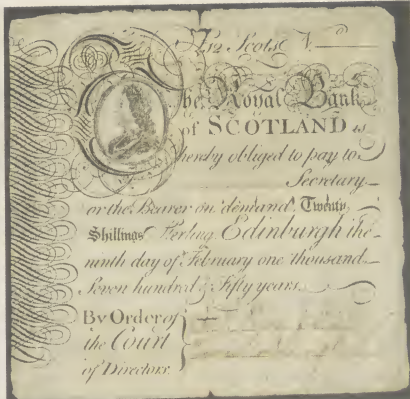 £12 Scots N.º
The Royal Bank
of SCOTLAND is
hereby obliged to pay to
Secretary
or the Bearer on demand Twenty
Shillings Sterling. Edinburgh the
ninth day of February one thousand
Seven hundred & Fifty years.
By Order of
the Court
of Directors.